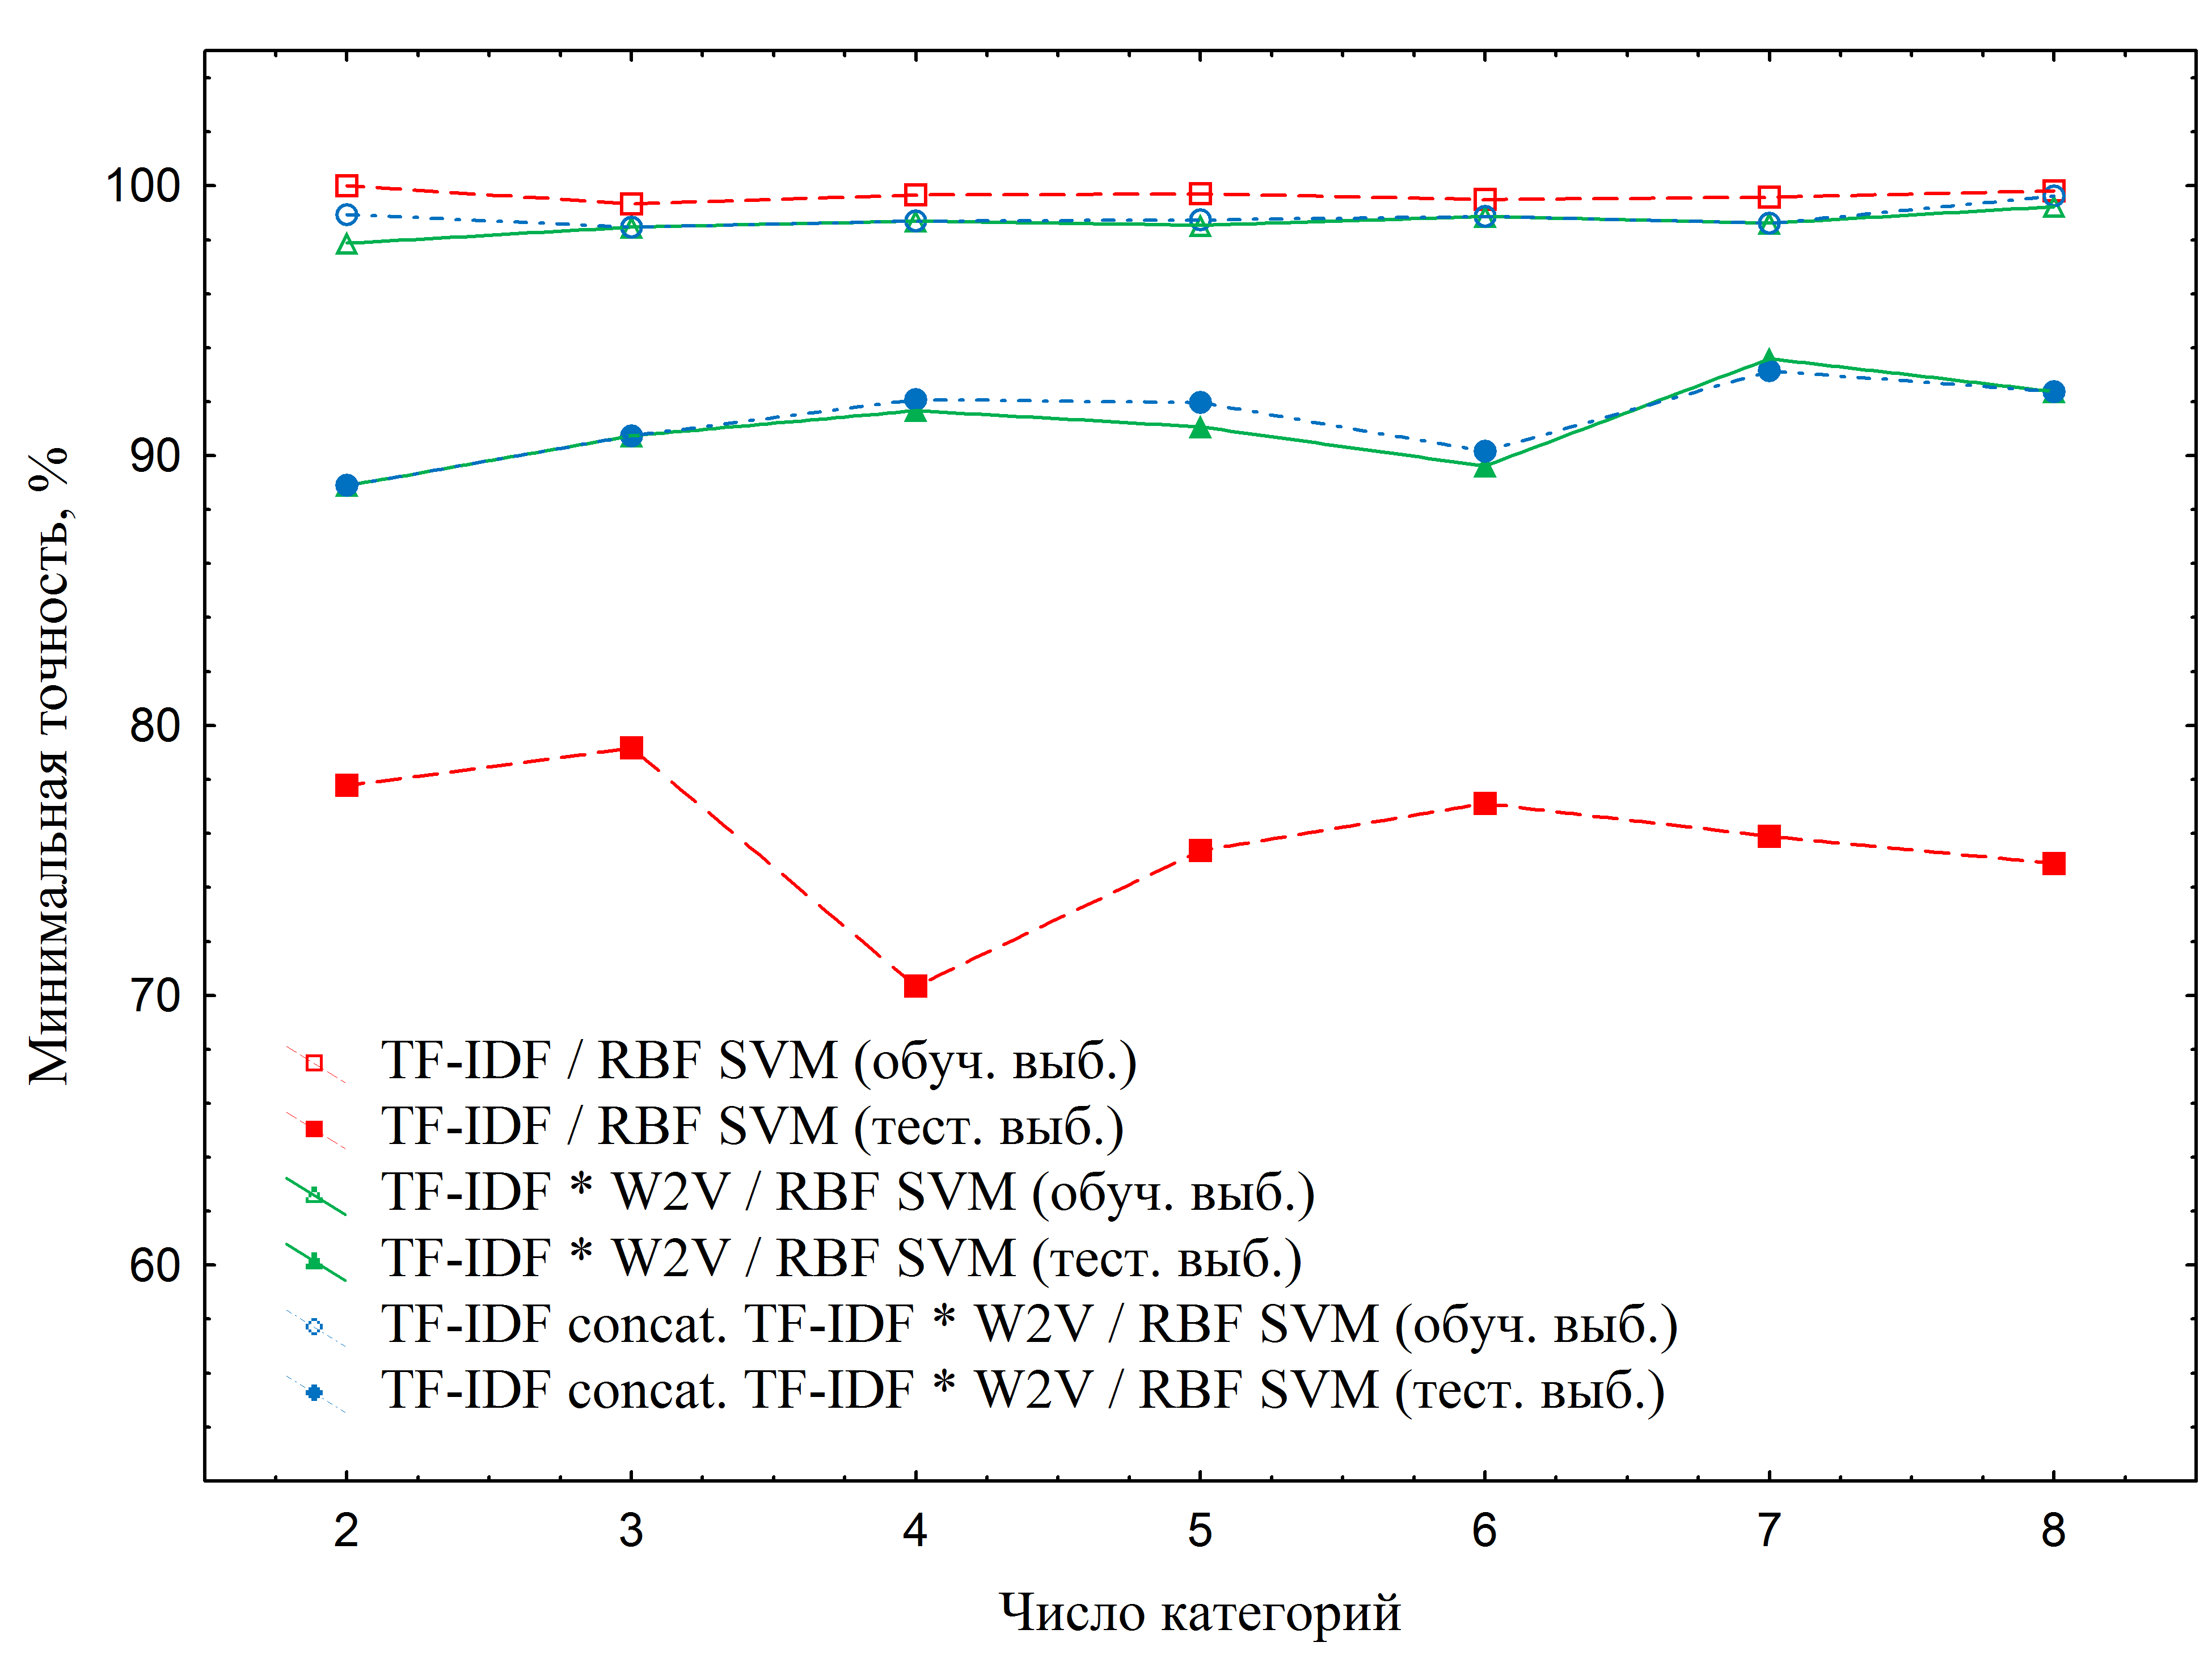 Минимальная точность, %
100
90
80
70
60
TF-IDF / RBF SVM (обуч. выб.)
TF-IDF / RBF SVM (тест. выб.)
TF-IDF * W2V / RBF SVM (обуч. выб.)
TF-IDF * W2V / RBF SVM (тест. выб.)
TF-IDF concat. TF-IDF * W2V / RBF SVM (обуч. выб.)
TF-IDF concat. TF-IDF * W2V / RBF SVM (тест. выб.)
2 3 4 5 6 7 8
Число категорий